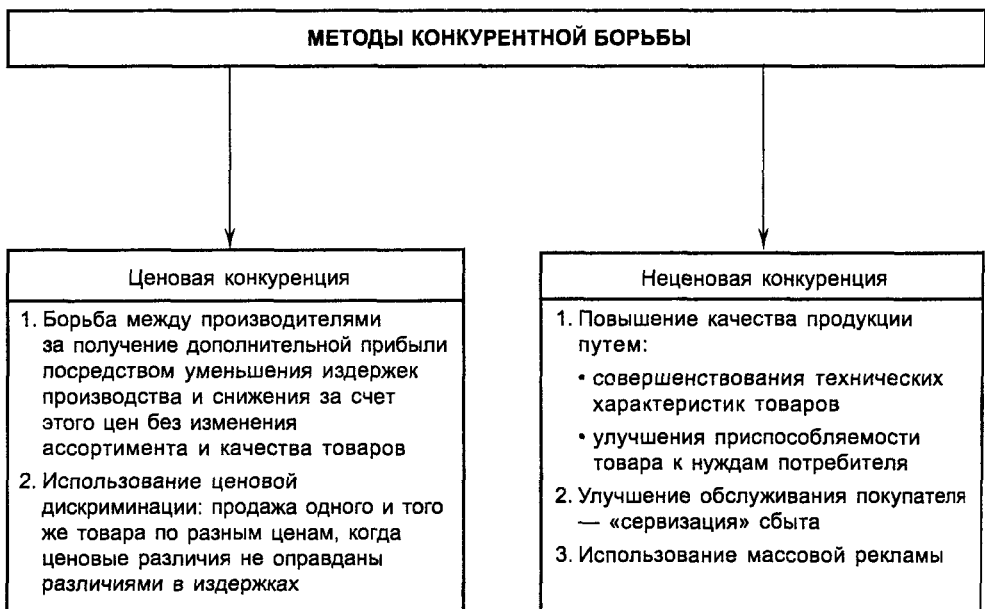 МЕТОДЫ КОНКУРЕНТНОЙ БОРЬБЫ
Ценовая конкуренция
1. Борьба между производителями
за получение дополнительной прибыли
посредством уменьшения издержек
производства и снижения за счет
этого цен без изменения
ассортимента и качества товаров
2. Использование ценовой
дискриминации: продажа одного и того
же товара по разным ценам, когда
ценовые различия не оправданы
различиями в издержках
Неценовая конкуренция
1. Повышение качества продукции
путем:
• совершенствования технических
характеристик товаров
• улучшения приспособляемости
товара к нуждам потребителя
2. Улучшение обслуживания покупателя
— «сервизация» сбыта
3. Использование массовой рекламы